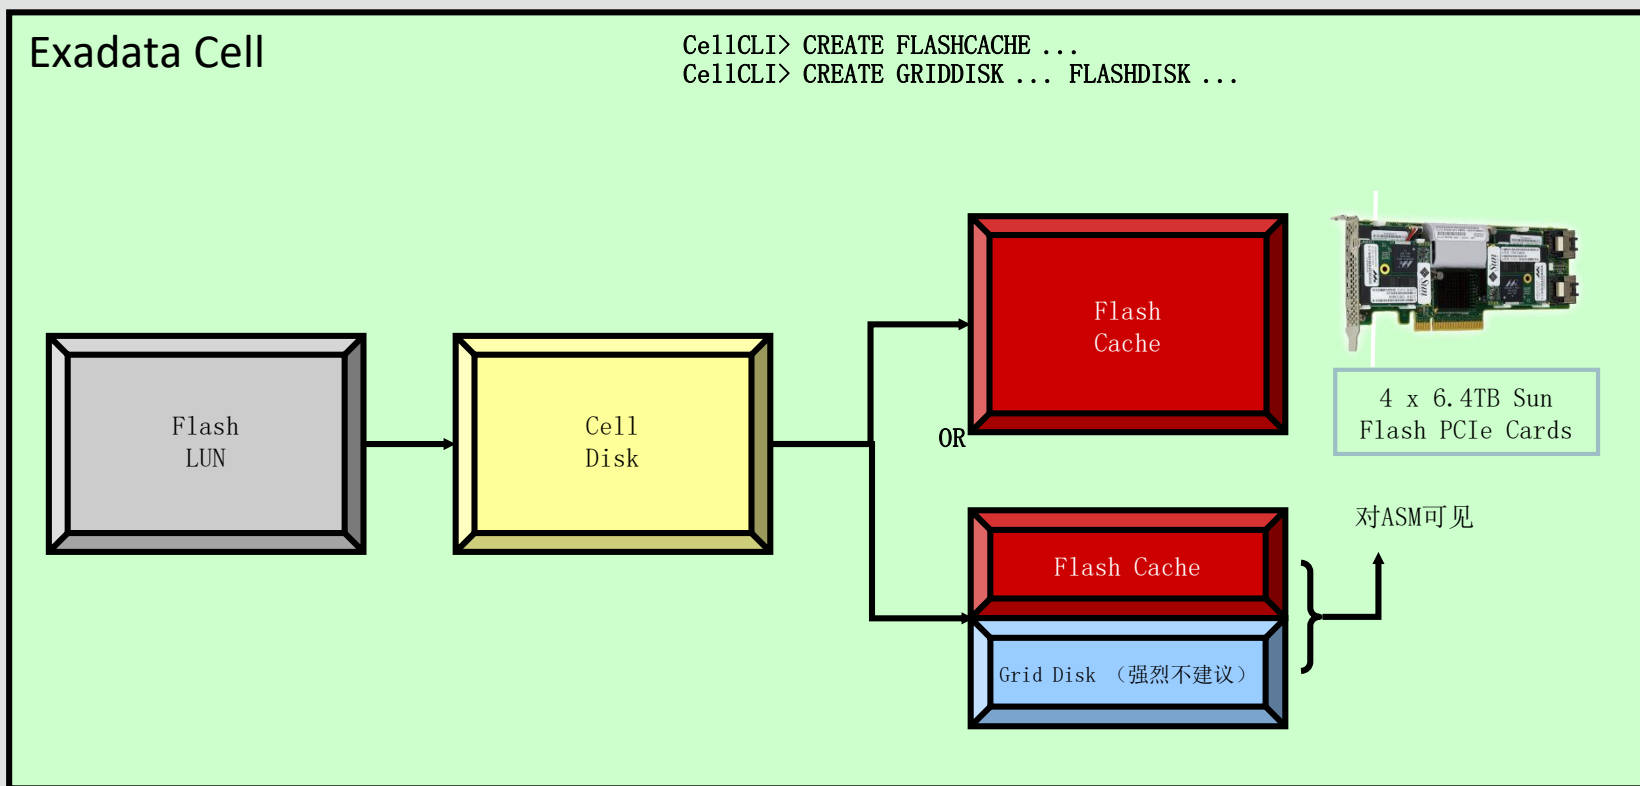 Exadata Cell
CellCLI> CREATE FLASHCACHE ...
CellCLI> CREATE GRIDDISK ... FLASHDISK ...
Flash
LUN
Cell
Disk
OR
Flash
Cache
Sun
Sun
4 x 6.4TB Sun
Flash PCIe Cards
对ASM可见
Flash Cache
Grid Disk （强烈不建议）